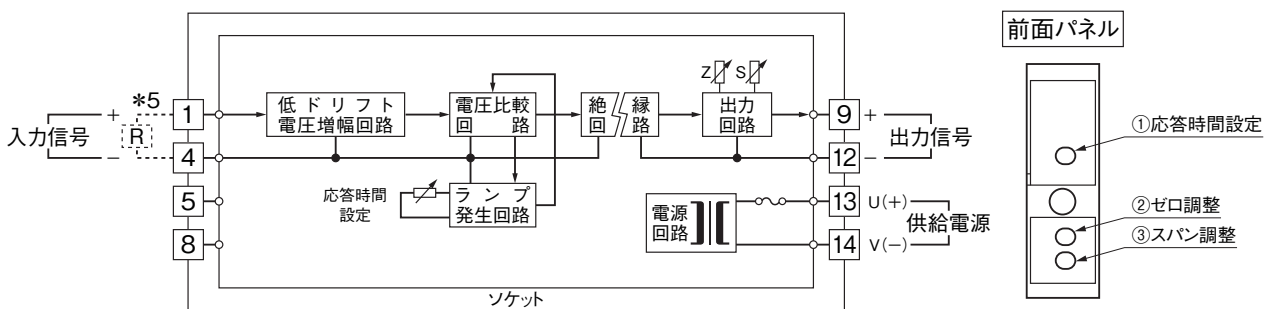 前面パネル
入力信号
+
−
*5
R
1
4
5
8
低ドリフト
電圧増幅回路
電圧比較
回路
絶縁
回路
Z
S
出力
回路
応答時間
設定
ランプ
発生回路
電源
回路
9
+
12
−
出力信号
13
U(+)
14
V(−)
供給電源
ソケット
①応答時間設定
②ゼロ調整
③スパン調整